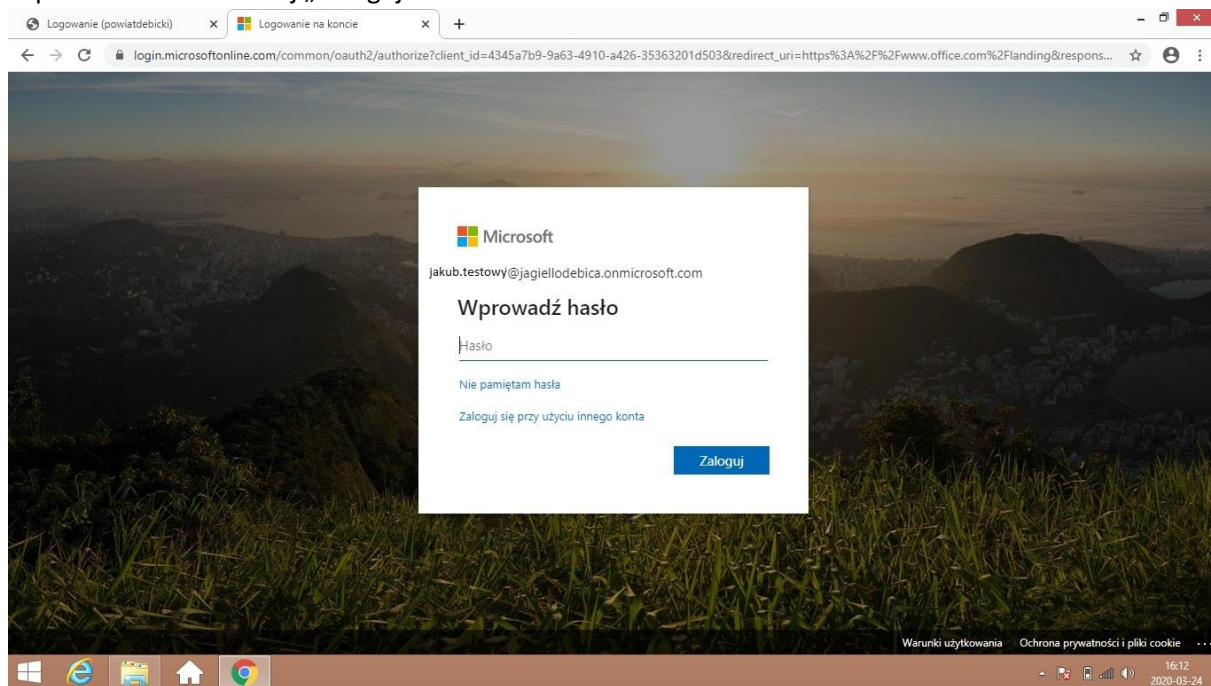 Logowanie (powiatdebicki)
Logowanie na koncie
login.microsoftonline.com/common/oauth2/authorize?client_id=4345a7b9-9a63-4910-a426-35363201d503&redirect_uri=https%3A%2F%2Fwww.office.com%2Flanding&respons...
Microsoft
jakub.testowy@jagiellodebica.onmicrosoft.com
Wprowadź hasło
Hasło
Nie pamiętam hasła
Zaloguj się przy użyciu innego konta
Zaloguj
Warunki użytkowania Ochrona prywatności i pliki cookie ...
16:12
2020-03-24